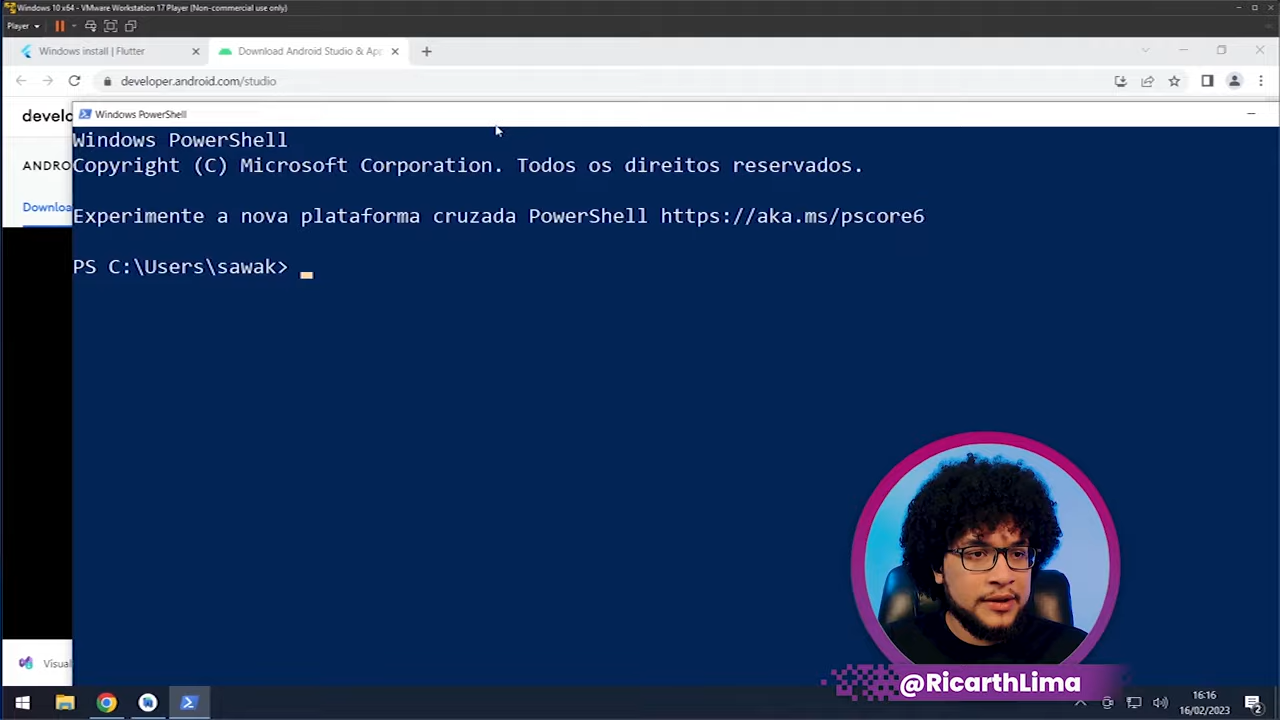 Windows 10 x64 - VMware Workstation 17 Player (Non-commercial use only)
Player
Windows install | Flutter
Download Android Studio & Ap
developer.android.com/studio
develo
Windows PowerShell
ANDRO
Downloa
Windows PowerShell
Copyright (C) Microsoft Corporation. Todos os direitos reservados.
Experimente a nova plataforma cruzada PowerShell https://aka.ms/pscore6
PS C:\Users\sawak>
Visual
@RicarthLima
16:16
16/02/2023
2